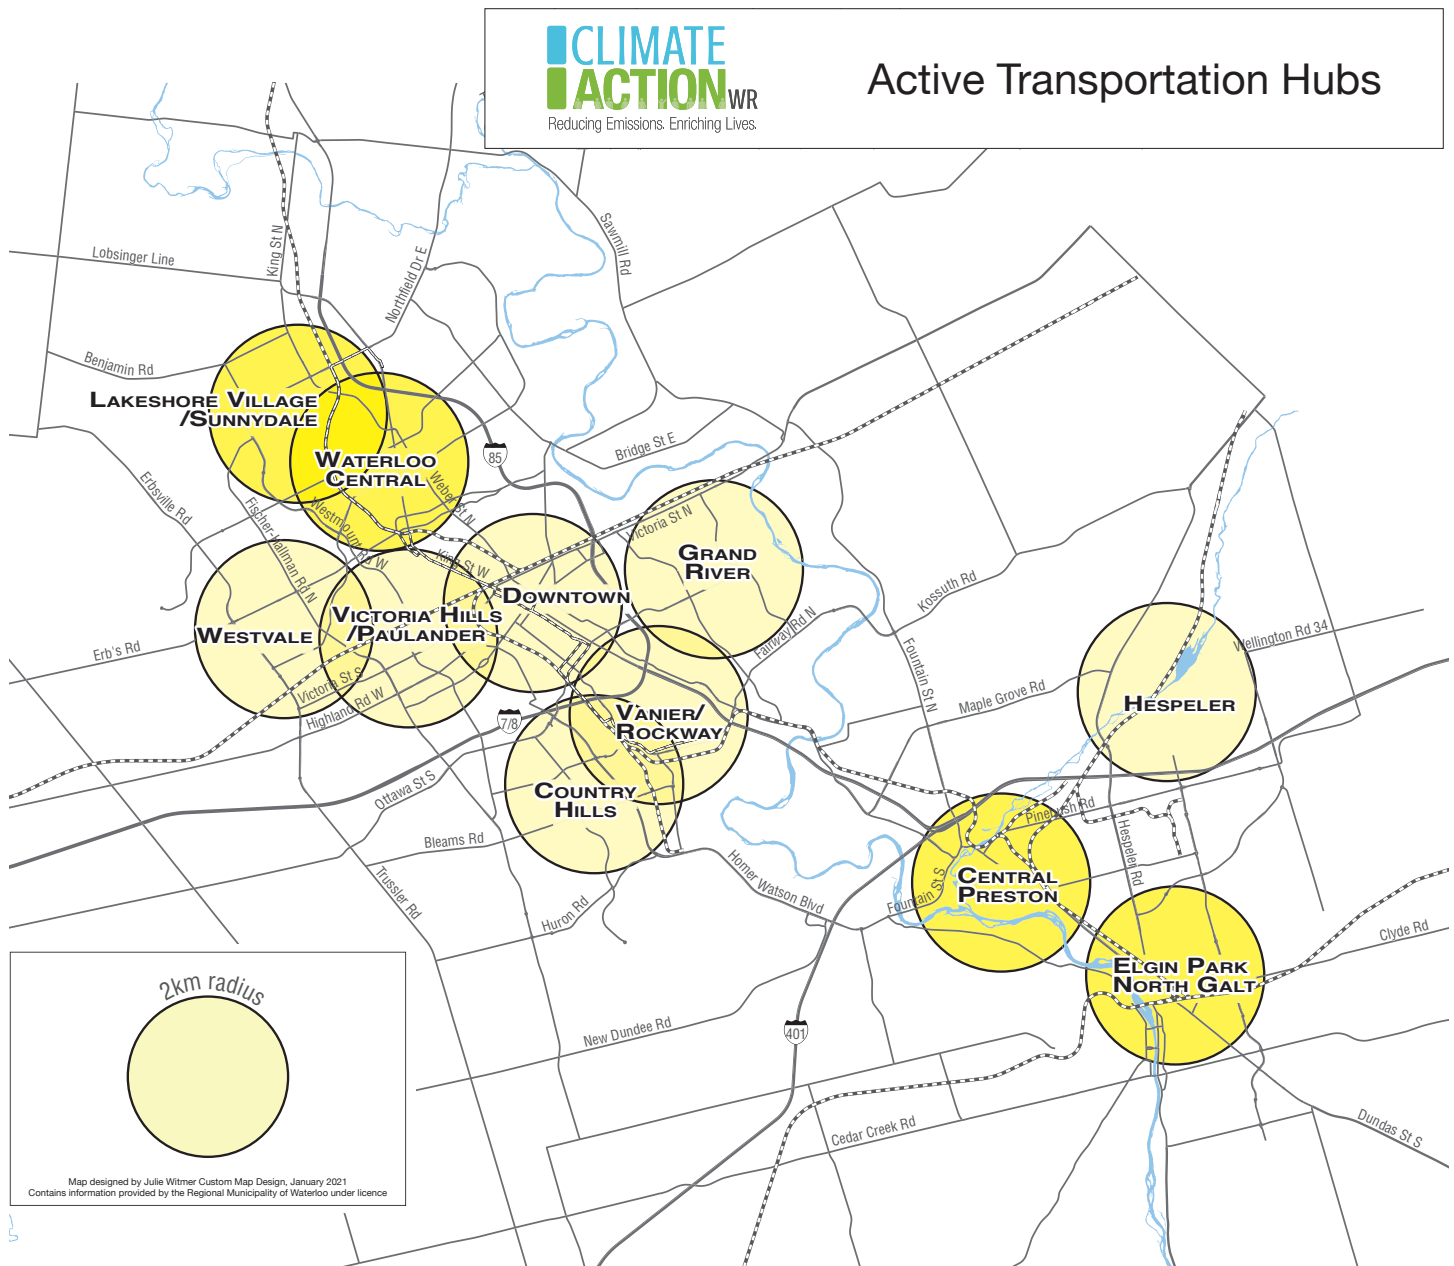 CLIMATE
ACTION WR
Reducing Emissions. Enriching Lives.
Active Transportation Hubs
Sawmill Rd
King St N
Lobsinger Line
Northfield Dr E
Benjamin Rd
LAKESHORE VILLAGE
/SUNNYDALE
WATERLOO
CENTRAL
85
Bridge St E
Erbsville Rd
Fischer-Hallman Rd N
Westmount Rd W
Weber St N
King St W
Victoria St N
GRAND
RIVER
DOWNTOWN
VICTORIA HILLS
/PAULANDER
WESTVALE
Kossuth Rd
Fairway Rd N
Fountain St N
Wellington Rd 34
Erb's Rd
Victoria St S
Highland Rd W
Maple Grove Rd
HESPELER
7/8
VANIER/
ROCKWAY
Ottawa St S
COUNTRY
HILLS
Pinebush Rd
Bleams Rd
Hespeler Rd
Homer Watson Blvd
Trussler Rd
CENTRAL
PRESTON
Fountain St S
Huron Rd
Clyde Rd
ELGIN PARK
NORTH GALT
2km radius
New Dundee Rd
401
Cedar Creek Rd
Dundas St S
Map designed by Julie Witmer Custom Map Design, January 2021
Contains information provided by the Regional Municipality of Waterloo under licence